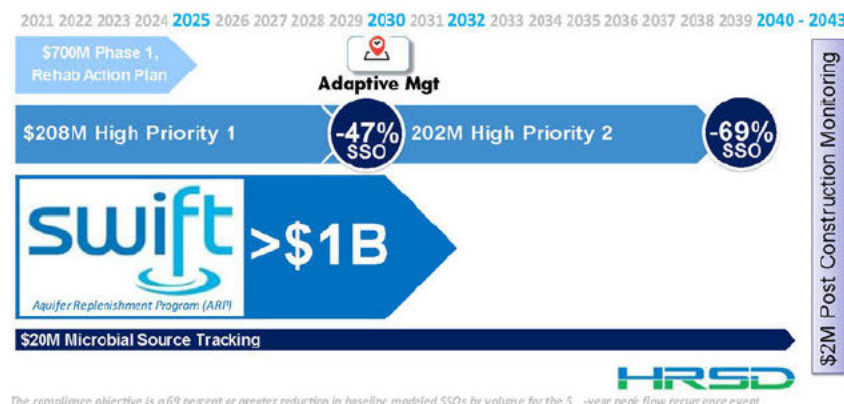 2021 2022 2023 2024 2025 2026 2027 2028 2029 2030 2031 2032 2033 2034 2035 2036 2037 2038 2039 2040 - 2043
$700M Phase 1,
Rehab Action Plan
Adaptive Mgt
$208M High Priority 1
-47%
SSO
202M High Priority 2
-69%
SSO
swift
Aquifer Replenishment Program (ARP)
>$1B
$20M Microbial Source Tracking
$2M Post Construction Monitoring
HRSD
The compliance objective is a 69 percent or greater reduction in baseline modeled SSOs by volume for the 5 -year peak flow recurrence event